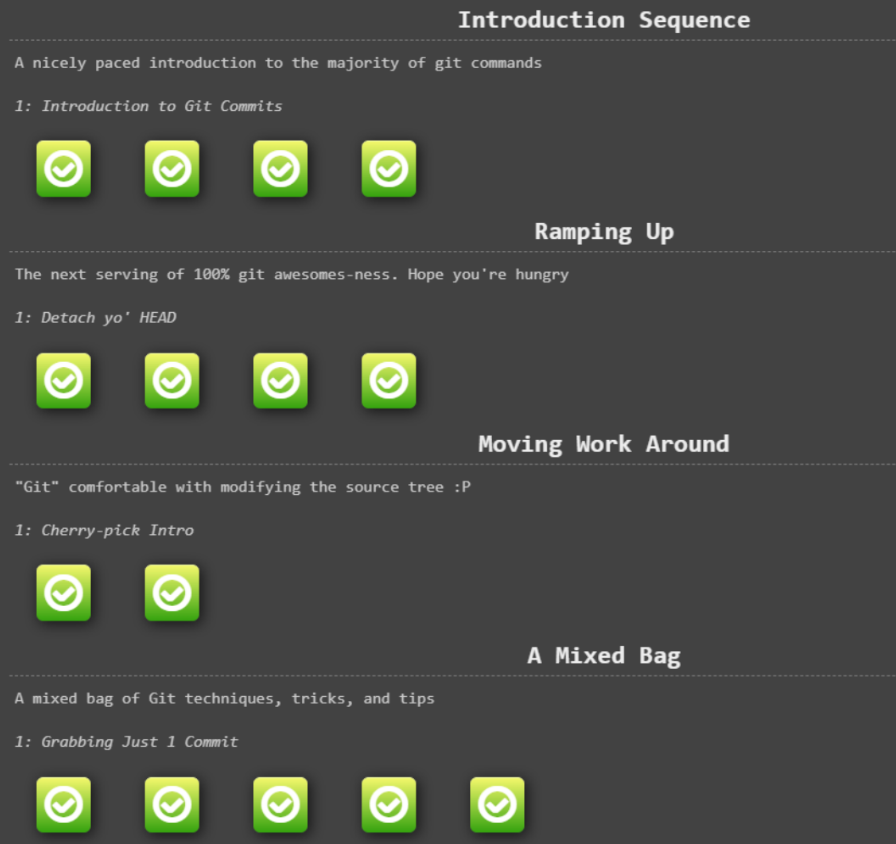 Introduction Sequence
A nicely paced introduction to the majority of git commands
1: Introduction to Git Commits
Ramping Up
The next serving of 100% git awesomes-ness. Hope you're hungry
1: Detach yo' HEAD
Moving Work Around
"Git" comfortable with modifying the source tree :P
1: Cherry-pick Intro
A Mixed Bag
A mixed bag of Git techniques, tricks, and tips
1: Grabbing Just 1 Commit